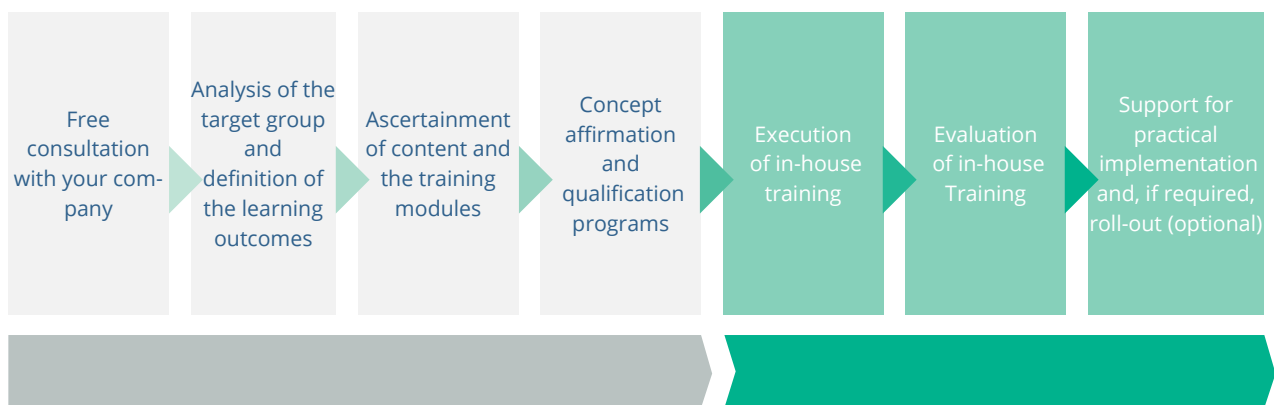 Free
consultation
with your com-
pany
Analysis of the
target group
and
definition of
the learning
outcomes
Ascertainment
of content and
the training
modules
Concept
affirmation
and
qualification
programs
Execution
of in-house
training
Evaluation
of in-house
Training
Support for
practical
implementation
and, if required,
roll-out (optional)